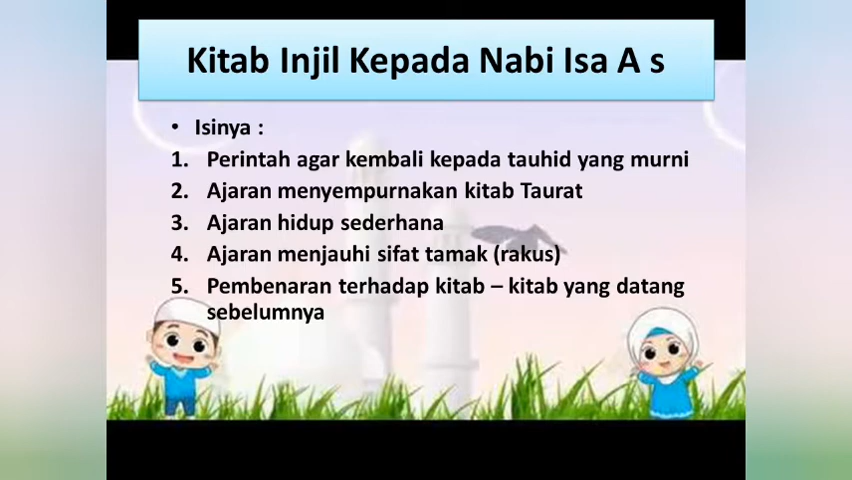 Kitab Injil Kepada Nabi Isa A s
• Isinya :
1. Perintah agar kembali kepada tauhid yang murni
2. Ajaran menyempurnakan kitab Taurat
3. Ajaran hidup sederhana
4. Ajaran menjauhi sifat tamak (rakus)
5. Pembenaran terhadap kitab – kitab yang datang
sebelumnya